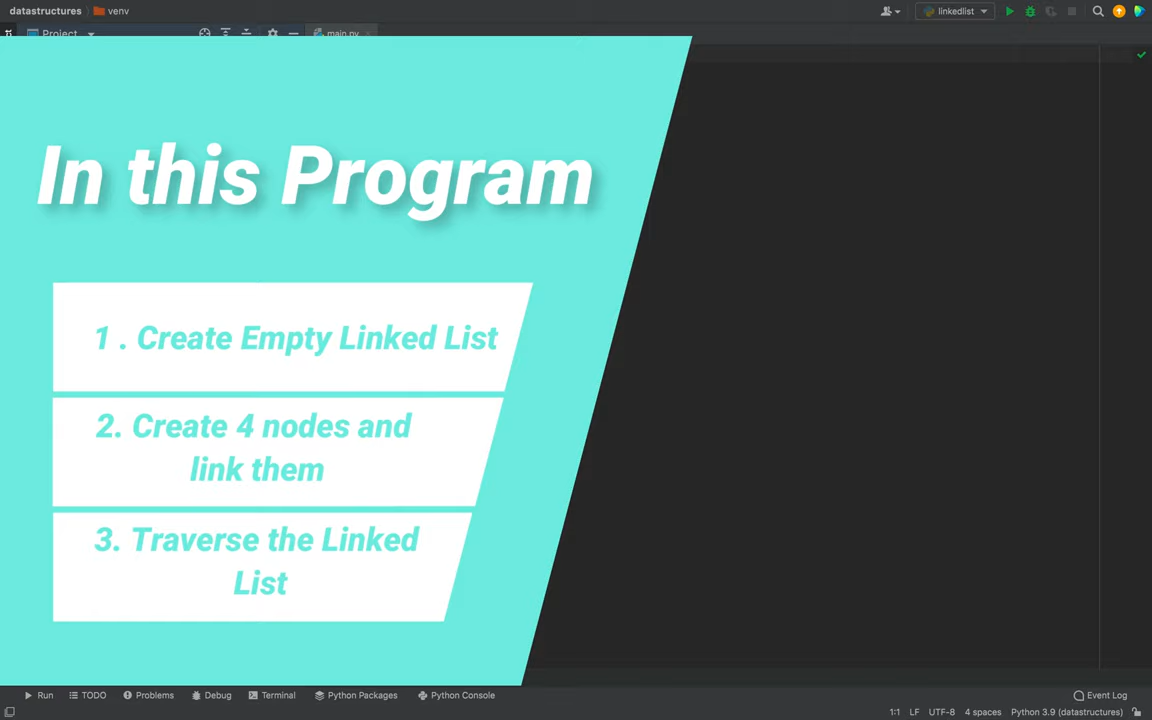 datastructures venv
linkedlist
Project
main.py
In this Program
1 . Create Empty Linked List
2. Create 4 nodes and
link them
3. Traverse the Linked
List
Run TODO Problems Debug Terminal Python Packages Python Console Event Log
1:1 LF UTF-8 4 spaces Python 3.9 (datastructures)